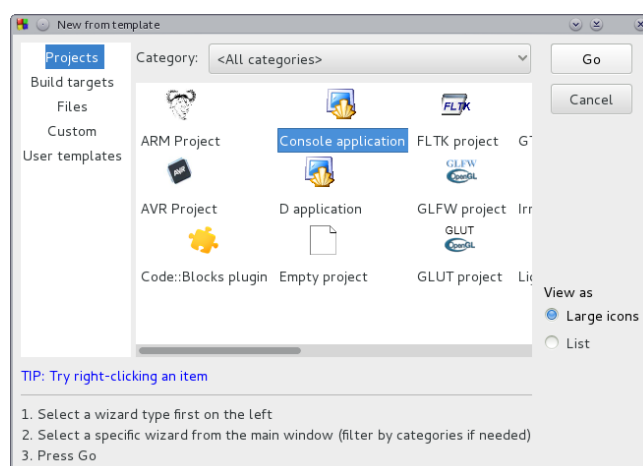 New from template
Projects
Build targets
Files
Custom
User templates
Category: <All categories>
Go
Cancel
ARM Project
Console application
FLTK
FLTK project
AVR
AVR Project
D application
GLFW
OpenGL
GLFW project
Irr
Code::Blocks plugin
Empty project
GLUT
OpenGL
GLUT project
View as
Large icons
List
TIP: Try right-clicking an item
1. Select a wizard type first on the left
2. Select a specific wizard from the main window (filter by categories if needed)
3. Press Go